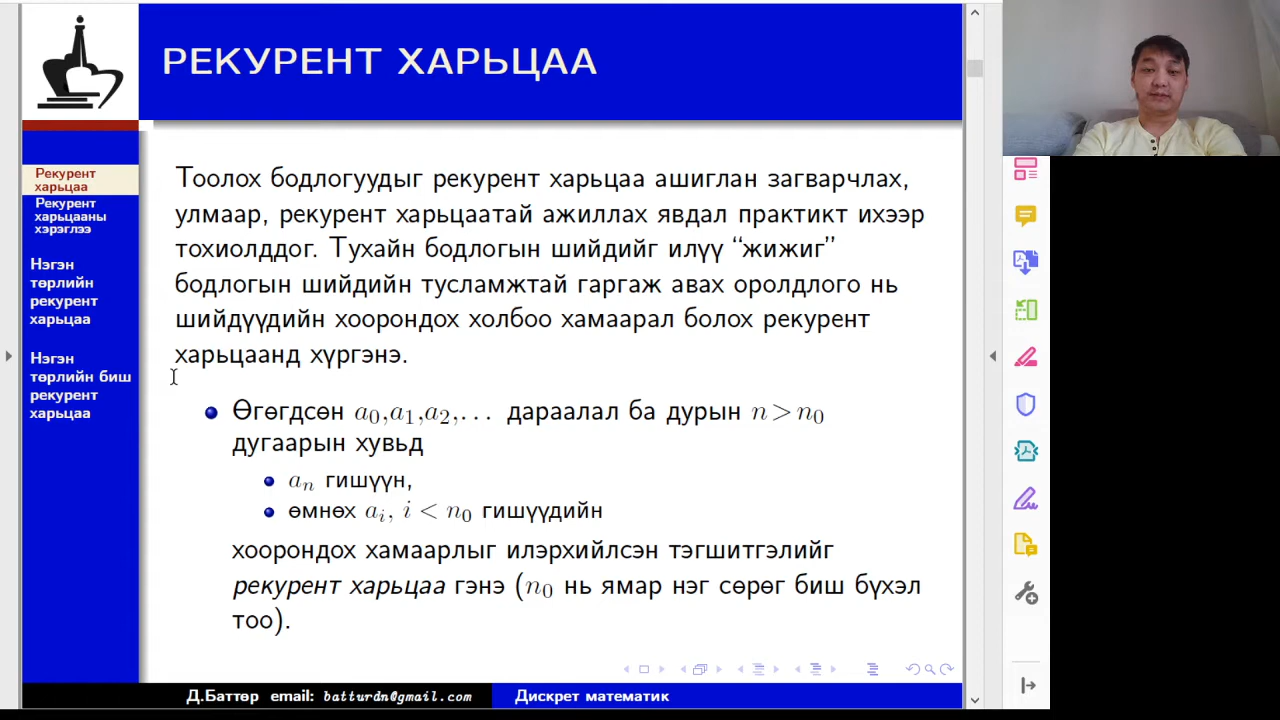 РЕКУРЕНТ ХАРЬЦАА
Рекурент
харьцаа
Рекурент
харьцааны
хэрэглээ
Нэгэн
төрлийн
рекурент
харьцаа
Нэгэн
төрлийн биш
рекурент
харьцаа
Тоолох бодлогуудыг рекурент харьцаа ашиглан загварчлах,
улмаар, рекурент харьцаатай ажиллах явдал практикт ихээр
тохиолддог. Тухайн бодлогын шийдийг илүү “жижиг”
бодлогын шийдийн тусламжтай гаргаж авах оролдлого нь
шийдүүдийн хоорондох холбоо хамаарал болох рекурент
харьцаанд хүргэнэ.
Өгөгдсөн a₀,a₁,a₂,... дараалал ба дурын n > n₀
дугаарын хувьд
aₙ гишүүн,
өмнөх aᵢ, i < n₀ гишүүдийн
хоорондох хамаарлыг илэрхийлсэн тэгшитгэлийг
рекурент харьцаа гэнэ (n₀ нь ямар нэг сөрөг биш бүхэл
тоо).
Д.Баттөр email: batturdn@gmail.com Дискрет математик